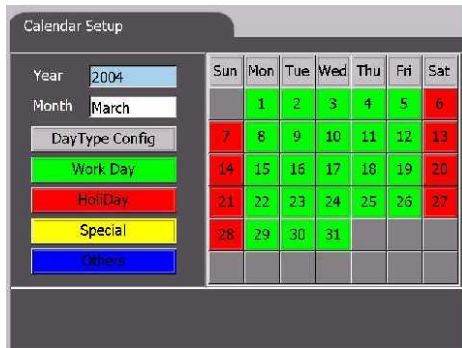 Calendar Setup
Year 2004
Month March
DayType Config
Work Day
HoliDay
Special
Others
Sun Mon Tue Wed Thu Fri Sat
1 2 3 4 5 6
7 8 9 10 11 12 13
14 15 16 17 18 19 20
21 22 23 24 25 26 27
28 29 30 31